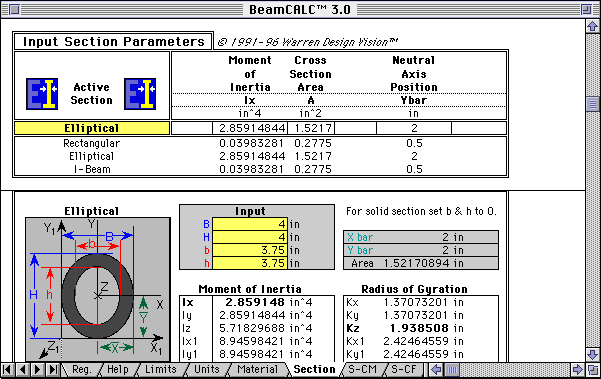 BeamCALC™ 3.0
Input Section Parameters © 1991-96 Warren Design Vision™
Moment Cross Neutral
of Section Axis
Inertia Area Position
Active Section
Ix A Ybar
in^4 in^2 in
Elliptical 2.85914844 1.5217 2
Rectangular 0.03983281 0.2775 0.5
Elliptical 2.85914844 1.5217 2
I-Beam 0.03983281 0.2775 0.5
Elliptical
Input
For solid section set b & h to 0.
B 4 in
H 4 in
b 3.75 in
h 3.75 in
X bar 2 in
Y bar 2 in
Area 1.52170894 in
Y1 Y B b H h Z X Y X X1 Z1
Moment of Inertia
Ix 2.859148 in^4
Iy 2.85914844 in^4
Iz 5.71829688 in^4
Ix1 8.94598421 in^4
Iy1 8.94598421 in^4
Radius of Gyration
Kx 1.37073201 in
Ky 1.37073201 in
Kz 1.938508 in
Kx1 2.42464559 in
Ky1 2.42464559 in
Reg. Help Limits Units Material Section S-CM S-CF